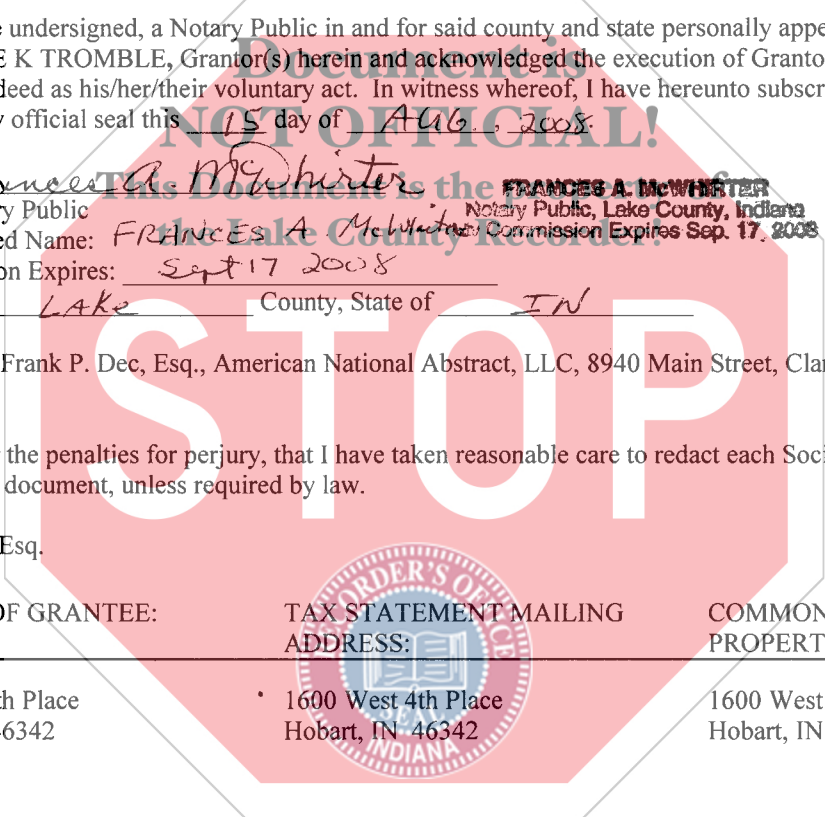 e undersigned, a Notary Public in and for said county and state personally appe
E K TROMBLE, Grantor(s) herein and acknowledged the execution of Granto
deed as his/her/their voluntary act. In witness whereof, I have hereunto subscr
y official seal this 15 day of AUG, 2008.
Document is
NOT OFFICIAL!
This Document is the property of
the Lake County Recorder!
nces A. McWhirter
FRANCES A. McWHIRTER
Notary Public, Lake County, Indiana
Commission Expires Sep. 17, 2008
y Public
ed Name: FRANCES A McWhirter
on Expires: Sept 17 2008
LAKe County, State of IN
STOP
Frank P. Dec, Esq., American National Abstract, LLC, 8940 Main Street, Clar
the penalties for perjury, that I have taken reasonable care to redact each Soci
document, unless required by law.
Esq.
RECORDER'S OFFICE
SEAL
INDIANA
OF GRANTEE: TAX STATEMENT MAILING COMMON
ADDRESS: PROPERT
th Place 1600 West 4th Place 1600 West
46342 Hobart, IN 46342 Hobart, IN